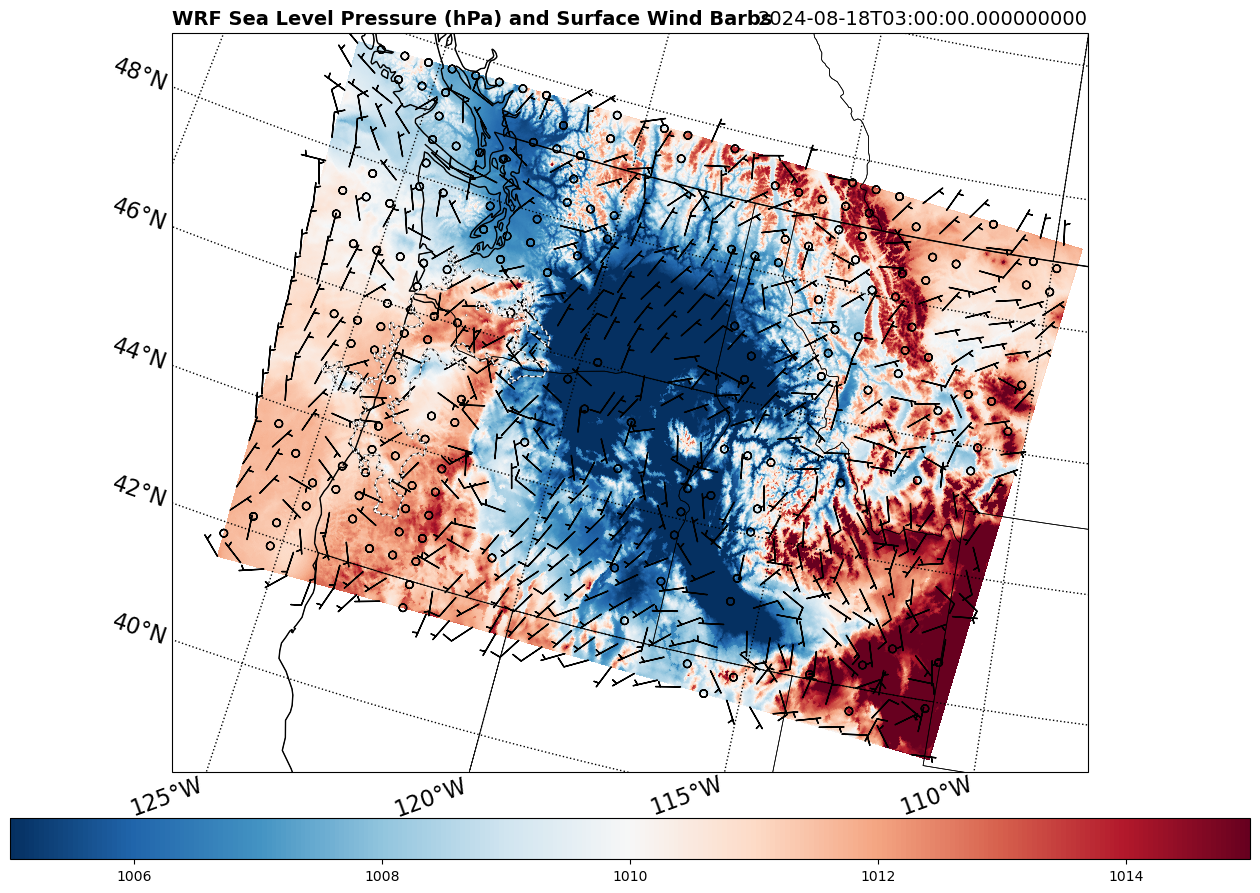 WRF Sea Level Pressure (hPa) and Surface Wind Barbs
2024-08-18T03:00:00.000000000
48°N
46°N
44°N
42°N
40°N
125°W
120°W
115°W
110°W
1006
1008
1010
1012
1014